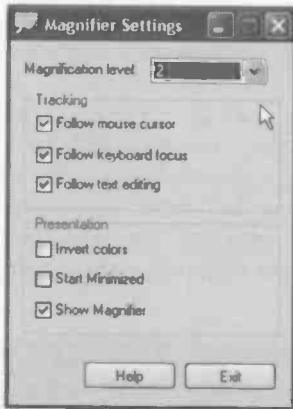 Magnifier Settings
Magnification level: 2
Tracking
Follow mouse cursor
Follow keyboard focus
Follow text editing
Presentation
Invert colors
Start Minimized
Show Magnifier
Help Exit